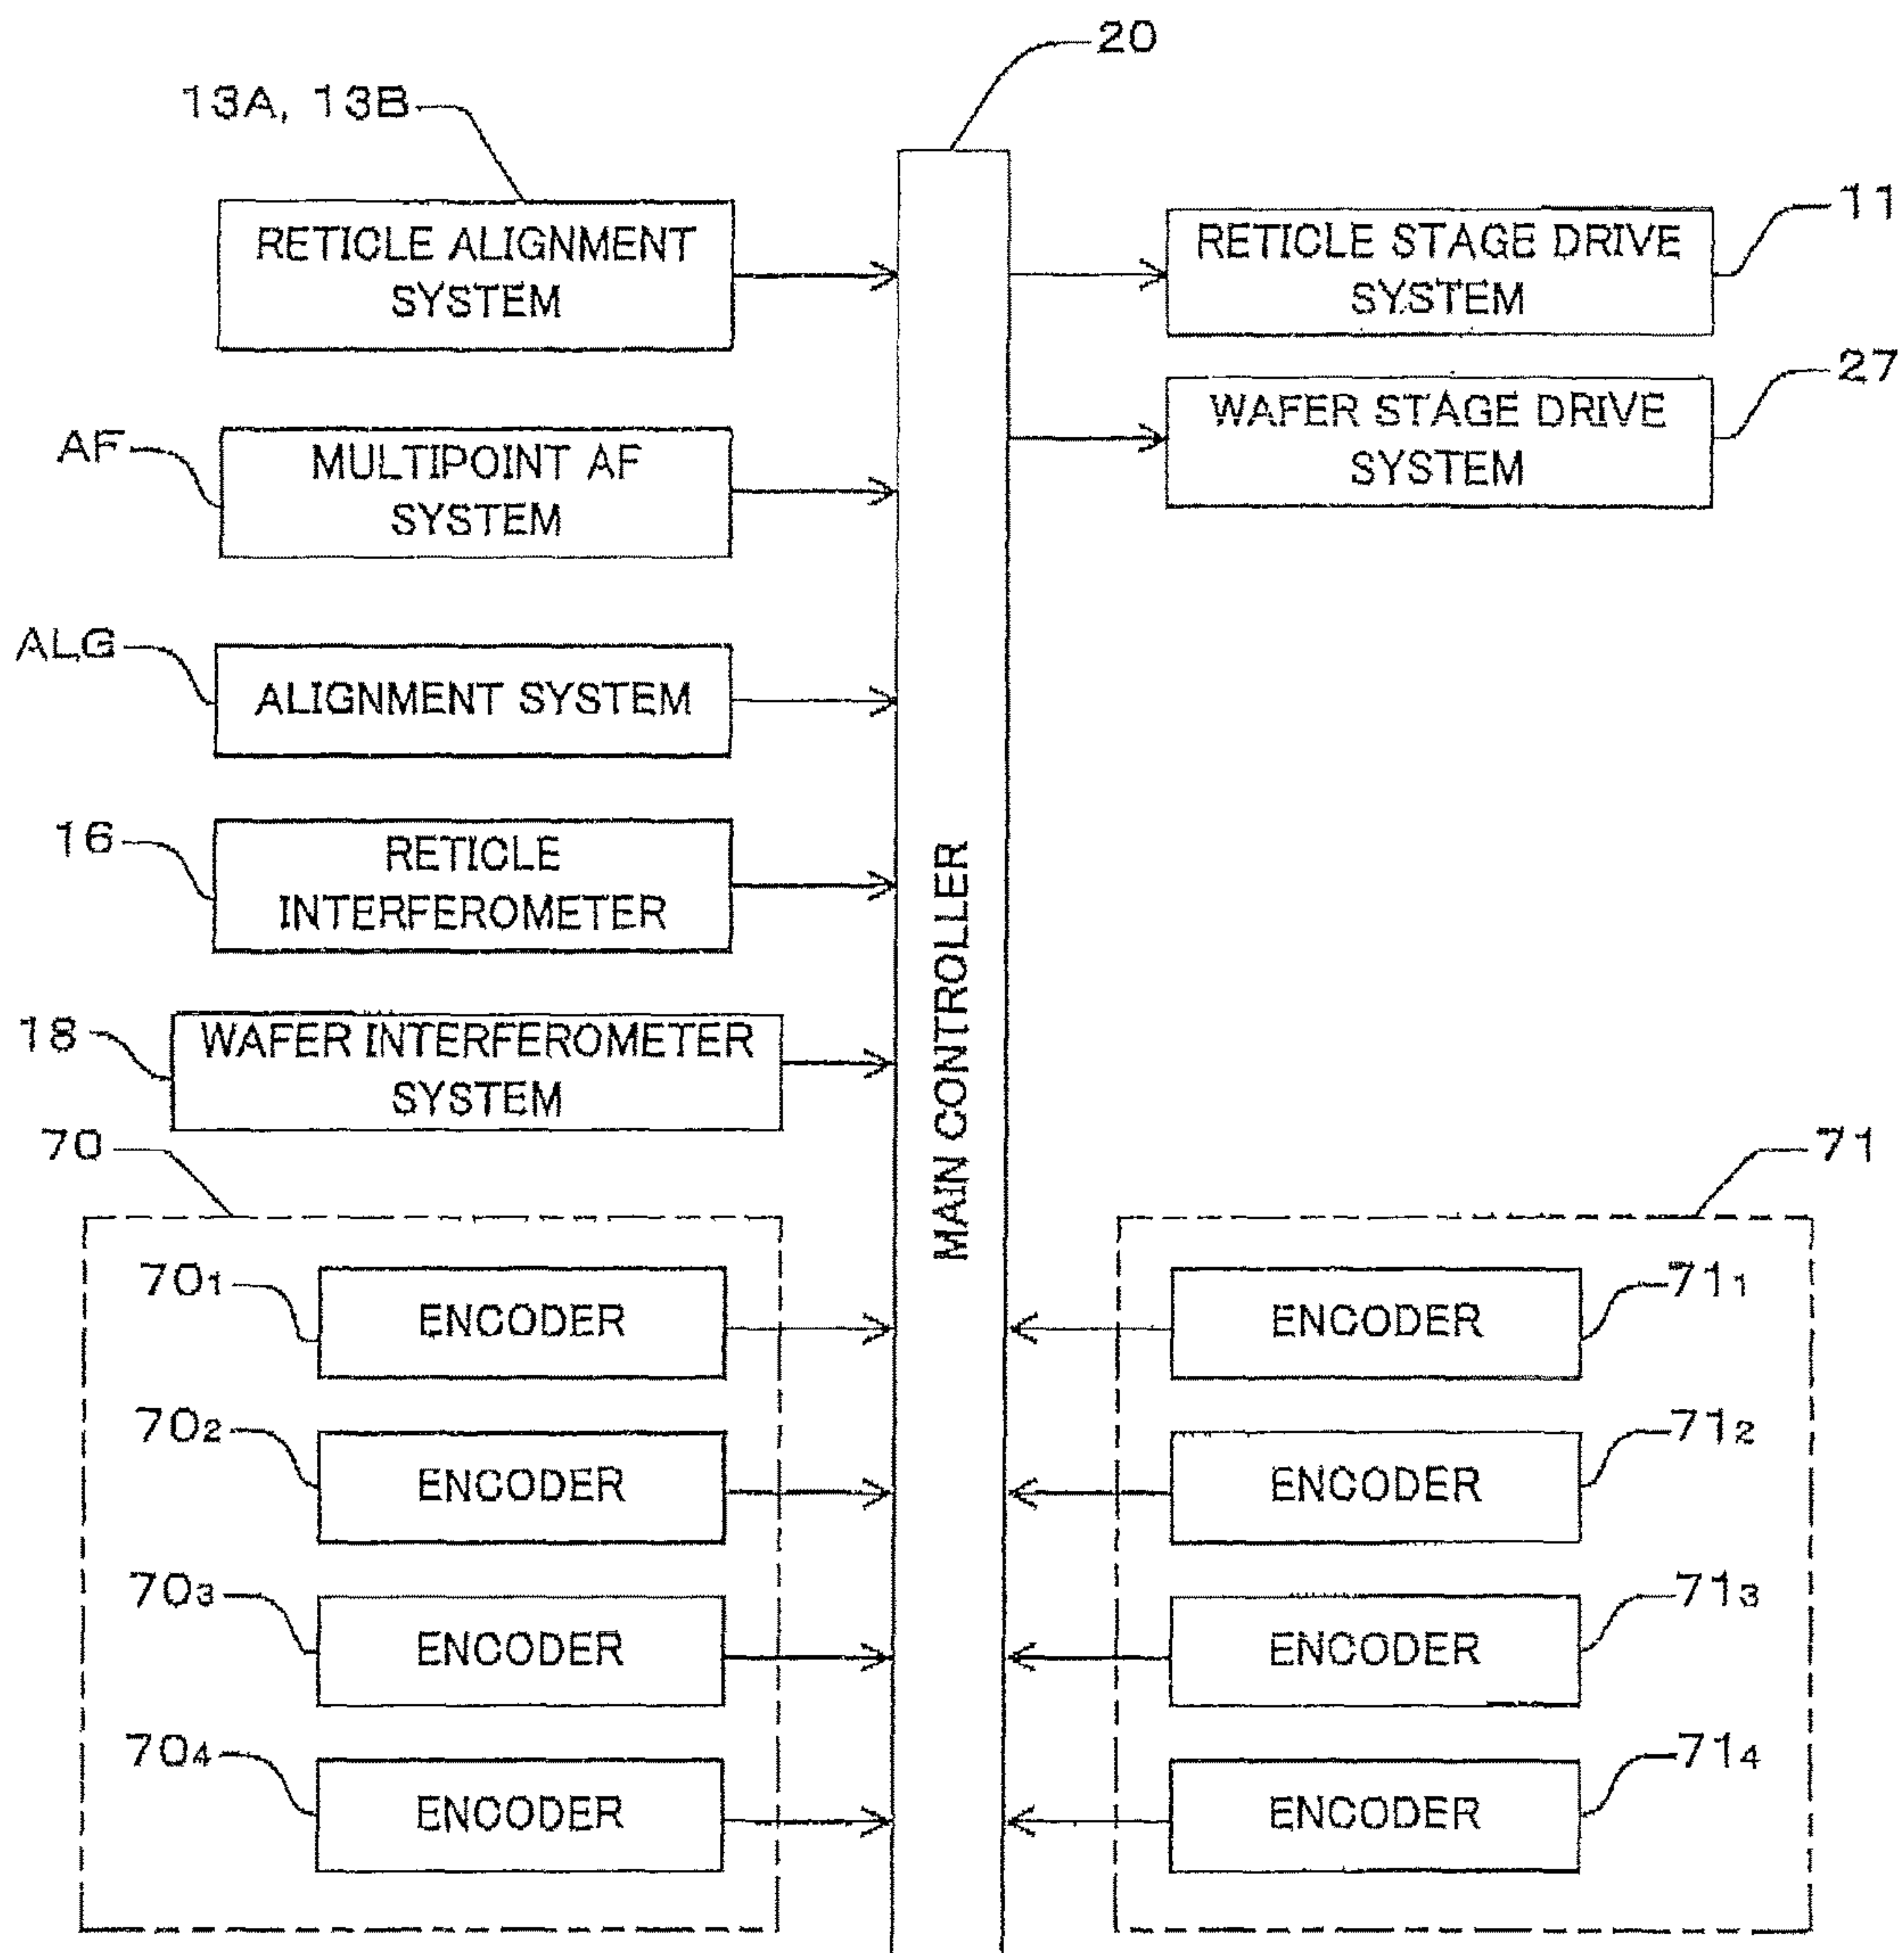 20
13A, 13B
RETICLE ALIGNMENT
SYSTEM
RETICLE STAGE DRIVE
SYSTEM
11
AF
MULTIPOINT AF
SYSTEM
WAFER STAGE DRIVE
SYSTEM
27
ALG
ALIGNMENT SYSTEM
16
RETICLE
INTERFEROMETER
18
WAFER INTERFEROMETER
SYSTEM
MAIN CONTROLLER
70
71
70₁
ENCODER
ENCODER
71₁
70₂
ENCODER
ENCODER
71₂
70₃
ENCODER
ENCODER
71₃
70₄
ENCODER
ENCODER
71₄